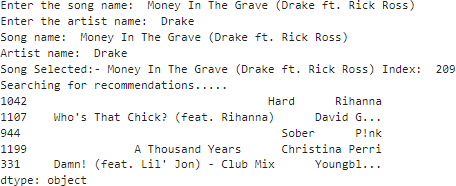 Enter the song name:  Money In The Grave (Drake ft. Rick Ross)
Enter the artist name:  Drake
Song name:  Money In The Grave (Drake ft. Rick Ross)
Artist name:  Drake
Song Selected:- Money In The Grave (Drake ft. Rick Ross) Index:  209
Searching for recommendations.....
1042                                  Hard      Rihanna
1107    Who's That Chick? (feat. Rihanna)      David G...
944                                    Sober      P!nk
1199                A Thousand Years      Christina Perri
331     Damn! (feat. Lil' Jon) - Club Mix      Youngbl...
dtype: object